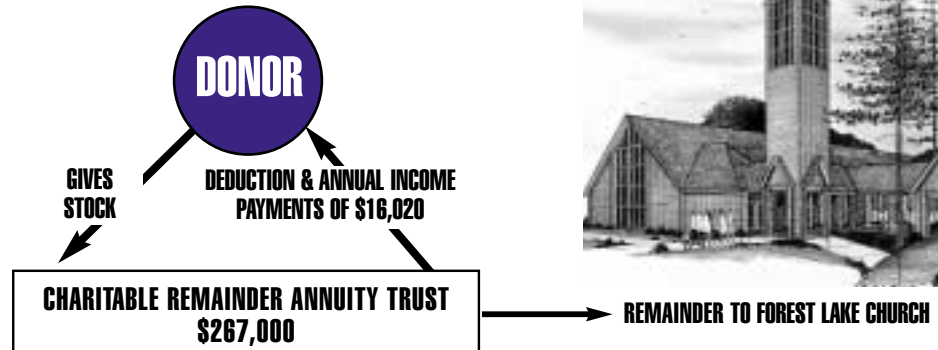 DONOR
GIVES
STOCK
DEDUCTION & ANNUAL INCOME
PAYMENTS OF $16,020
CHARITABLE REMAINDER ANNUITY TRUST
$267,000
REMAINDER TO FOREST LAKE CHURCH